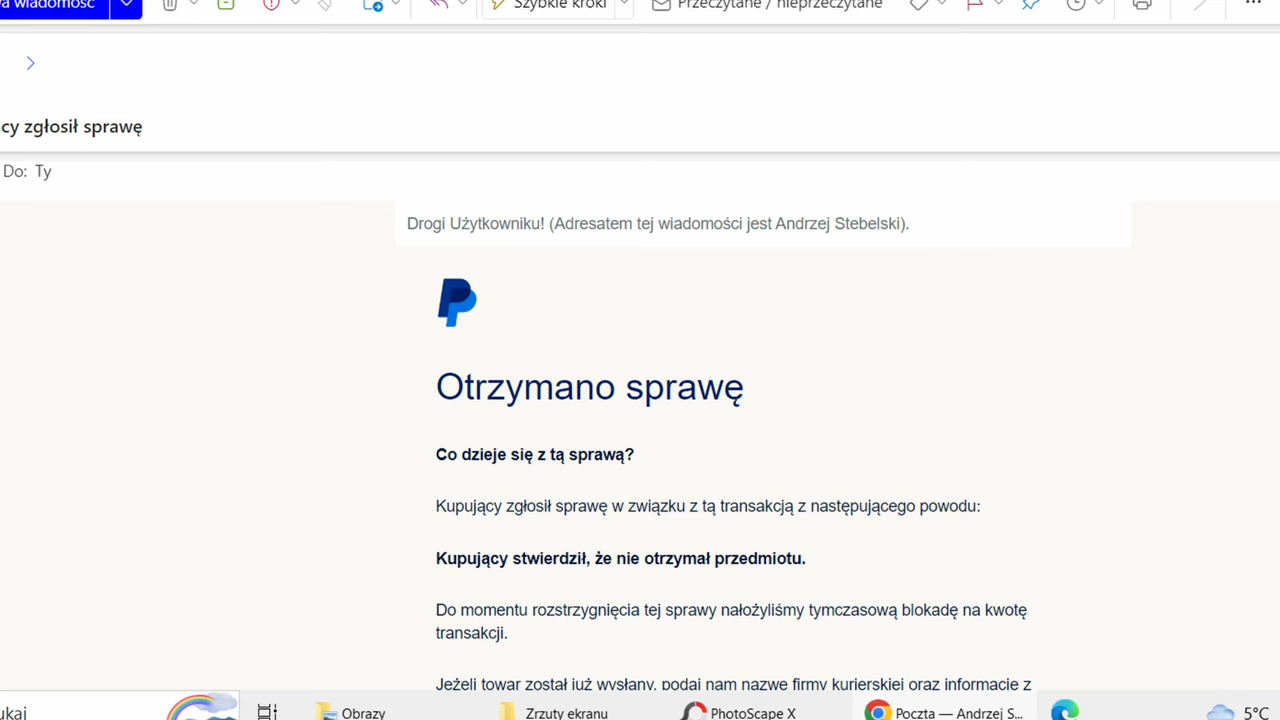 wa wiadomość
Szybkie kroki
Przeczytane / nieprzeczytane
cy zgłosił sprawę
Do: Ty
Drogi Użytkowniku! (Adresatem tej wiadomości jest Andrzej Stebelski).
Otrzymano sprawę
Co dzieje się z tą sprawą?
Kupujący zgłosił sprawę w związku z tą transakcją z następującego powodu:
Kupujący stwierdził, że nie otrzymał przedmiotu.
Do momentu rozstrzygnięcia tej sprawy nałożyliśmy tymczasową blokadę na kwotę
transakcji.
Jeżeli towar został już wysłany, podaj nam nazwę firmy kurierskiej oraz informacje z
ukaj
Obrazy
Zrzuty ekranu
PhotoScape X
Poczta — Andrzej S...
5°C